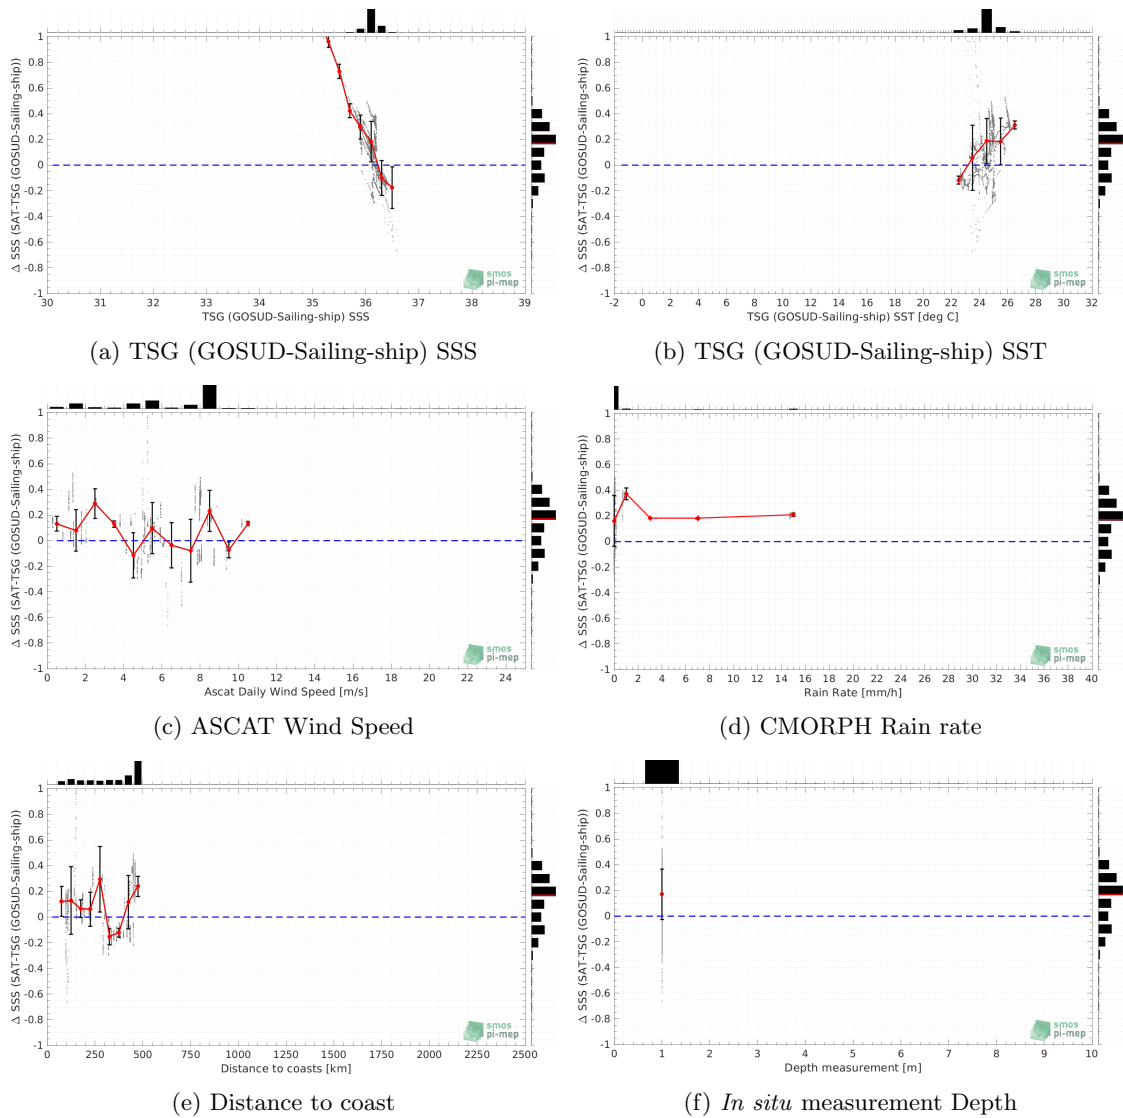 1
0.8
0.6
0.4
0.2
0
-0.2
-0.4
-0.6
-0.8
-1
Δ SSS (SAT-TSG (GOSUD-Sailing-ship))
30 31 32 33 34 35 36 37 38 39
TSG (GOSUD-Sailing-ship) SSS
smos
pi-mep
(a) TSG (GOSUD-Sailing-ship) SSS
1
0.8
0.6
0.4
0.2
0
-0.2
-0.4
-0.6
-0.8
-1
Δ SSS (SAT-TSG (GOSUD-Sailing-ship))
-2 0 2 4 6 8 10 12 14 16 18 20 22 24 26 28 30 32
TSG (GOSUD-Sailing-ship) SST [deg C]
smos
pi-mep
(b) TSG (GOSUD-Sailing-ship) SST
1
0.8
0.6
0.4
0.2
0
-0.2
-0.4
-0.6
-0.8
-1
Δ SSS (SAT-TSG (GOSUD-Sailing-ship))
0 2 4 6 8 10 12 14 16 18 20 22 24
Ascat Daily Wind Speed [m/s]
smos
pi-mep
(c) ASCAT Wind Speed
1
0.8
0.6
0.4
0.2
0
-0.2
-0.4
-0.6
-0.8
-1
Δ SSS (SAT-TSG (GOSUD-Sailing-ship))
0 2 4 6 8 10 12 14 16 18 20 22 24 26 28 30 32 34 36 38 40
Rain Rate [mm/h]
smos
pi-mep
(d) CMORPH Rain rate
1
0.8
0.6
0.4
0.2
0
-0.2
-0.4
-0.6
-0.8
-1
Δ SSS (SAT-TSG (GOSUD-Sailing-ship))
0 250 500 750 1000 1250 1500 1750 2000 2250 2500
Distance to coasts [km]
smos
pi-mep
(e) Distance to coast
1
0.8
0.6
0.4
0.2
0
-0.2
-0.4
-0.6
-0.8
-1
Δ SSS (SAT-TSG (GOSUD-Sailing-ship))
0 1 2 3 4 5 6 7 8 9 10
Depth measurement [m]
smos
pi-mep
(f) In situ measurement Depth